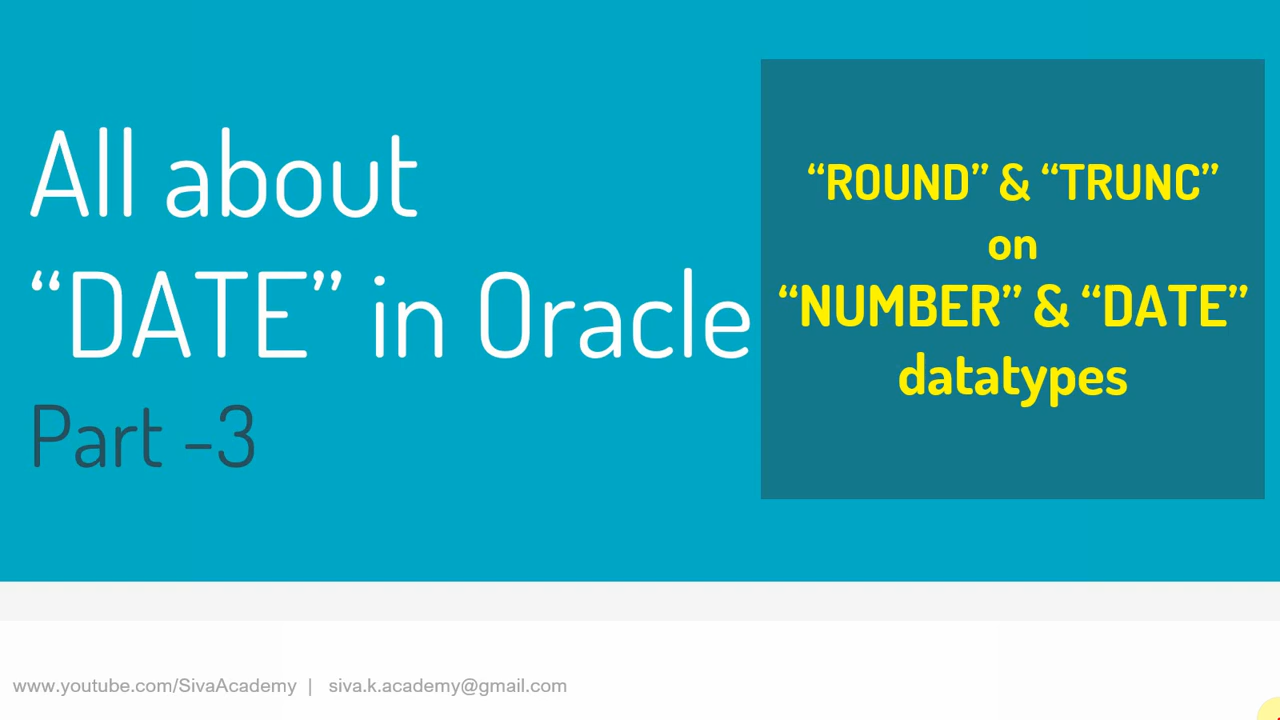 All about
“DATE” in Oracle
Part -3
“ROUND” & “TRUNC”
on
“NUMBER” & “DATE”
datatypes
www.youtube.com/SivaAcademy | siva.k.academy@gmail.com